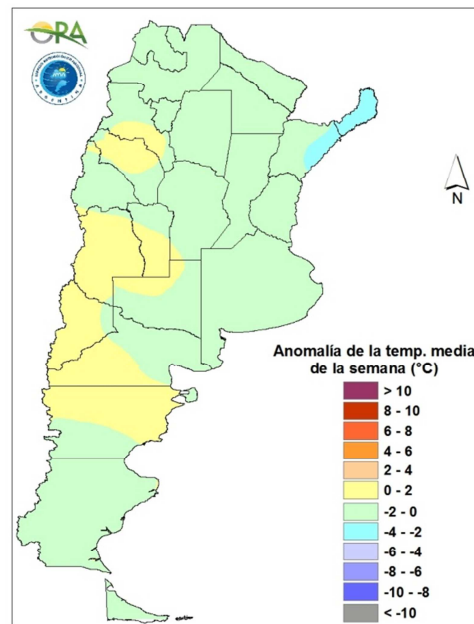 ORA
N
Anomalía de la temp. media
de la semana (°C)
> 10
8 - 10
6 - 8
4 - 6
2 - 4
0 - 2
-2 - 0
-4 - -2
-6 - -4
-8 - -6
-10 - -8
< -10